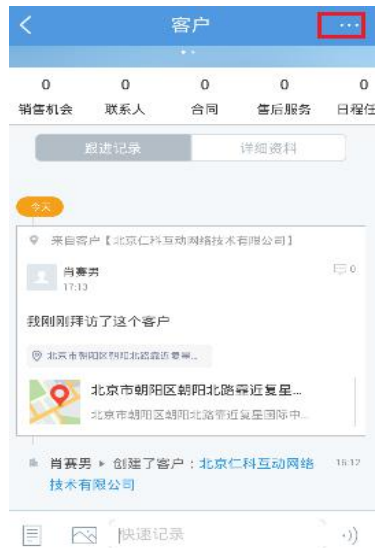 客户
0 0 0 0 0
销售机会 联系人 合同 售后服务 日程任
跟进记录 详细资料
今天
来自客户【北京仁科互动网络技术有限公司】
肖赛男 0
17:13
我刚刚拜访了这个客户
北京市朝阳区朝阳北路靠近复星...
北京市朝阳区朝阳北路靠近复星...
北京市朝阳区朝阳北路靠近复星国际中...
肖赛男 ▸ 创建了客户：北京仁科互动网络 16:12
技术有限公司
快速记录